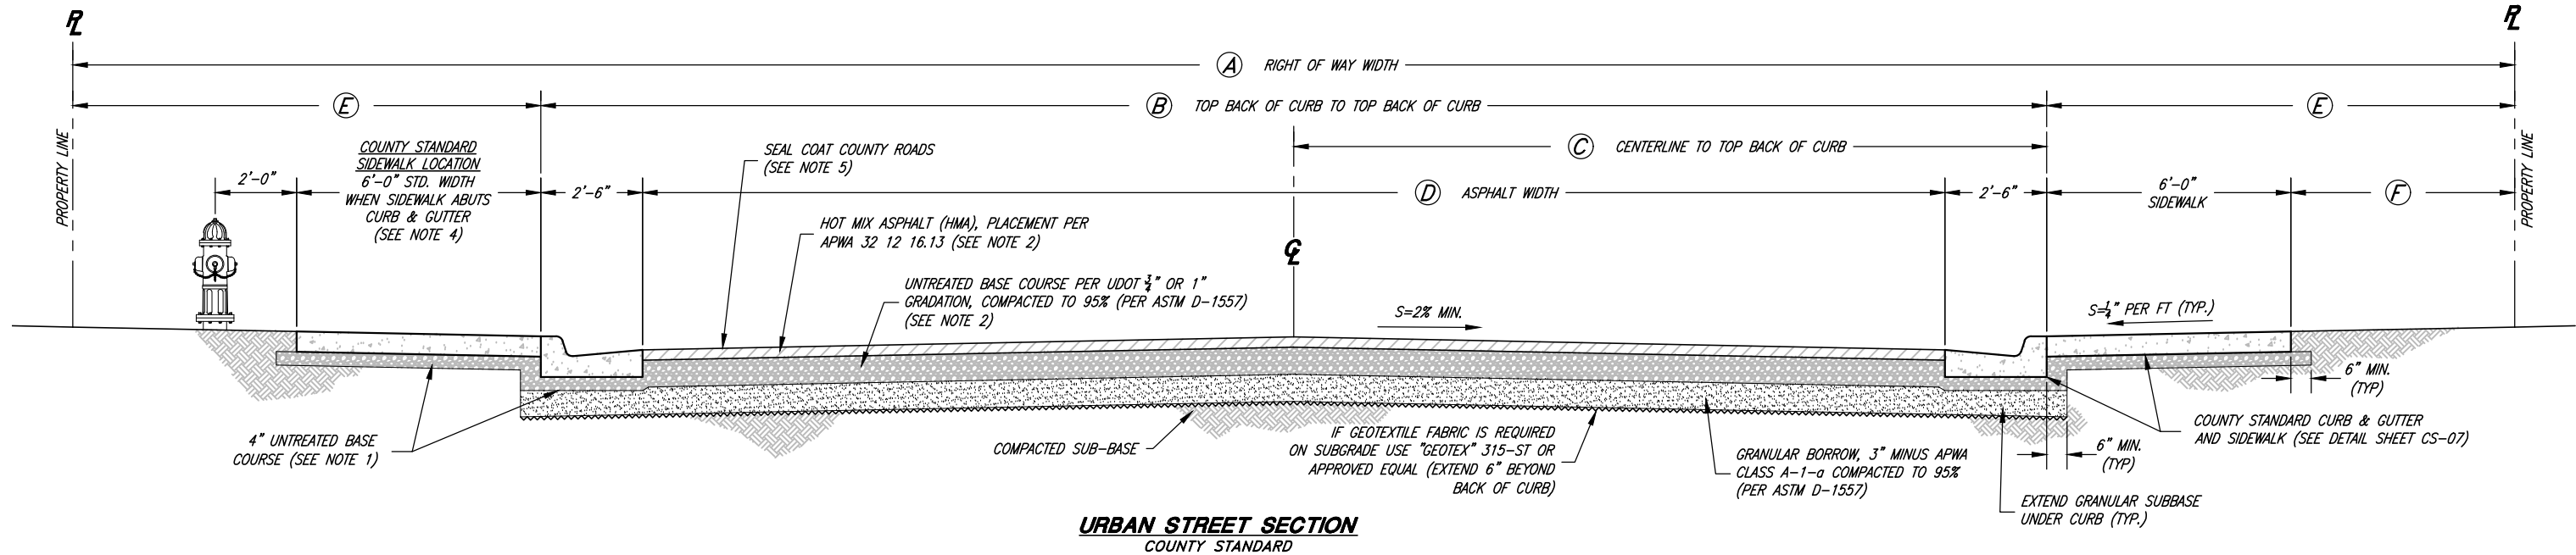 PL
PL
A RIGHT OF WAY WIDTH
E
B TOP BACK OF CURB TO TOP BACK OF CURB
E
PROPERTY LINE
COUNTY STANDARD
SIDEWALK LOCATION
6'-0" STD. WIDTH
WHEN SIDEWALK ABUTS
CURB & GUTTER
(SEE NOTE 4)
SEAL COAT COUNTY ROADS
(SEE NOTE 5)
C CENTERLINE TO TOP BACK OF CURB
PROPERTY LINE
2'-0"
2'-6"
D ASPHALT WIDTH
2'-6"
6'-0"
SIDEWALK
F
HOT MIX ASPHALT (HMA), PLACEMENT PER
APWA 32 12 16.13 (SEE NOTE 2)
CL
UNTREATED BASE COURSE PER UDOT 3/4" OR 1"
GRADATION, COMPACTED TO 95% (PER ASTM D-1557)
(SEE NOTE 2)
S=2% MIN.
S=1/4" PER FT (TYP.)
6" MIN.
(TYP)
4" UNTREATED BASE
COURSE (SEE NOTE 1)
COMPACTED SUB-BASE
IF GEOTEXTILE FABRIC IS REQUIRED
ON SUBGRADE USE "GEOTEX" 315-ST OR
APPROVED EQUAL (EXTEND 6" BEYOND
BACK OF CURB)
GRANULAR BORROW, 3" MINUS APWA
CLASS A-1-a COMPACTED TO 95%
(PER ASTM D-1557)
6" MIN.
(TYP)
COUNTY STANDARD CURB & GUTTER
AND SIDEWALK (SEE DETAIL SHEET CS-07)
EXTEND GRANULAR SUBBASE
UNDER CURB (TYP.)
URBAN STREET SECTION
COUNTY STANDARD